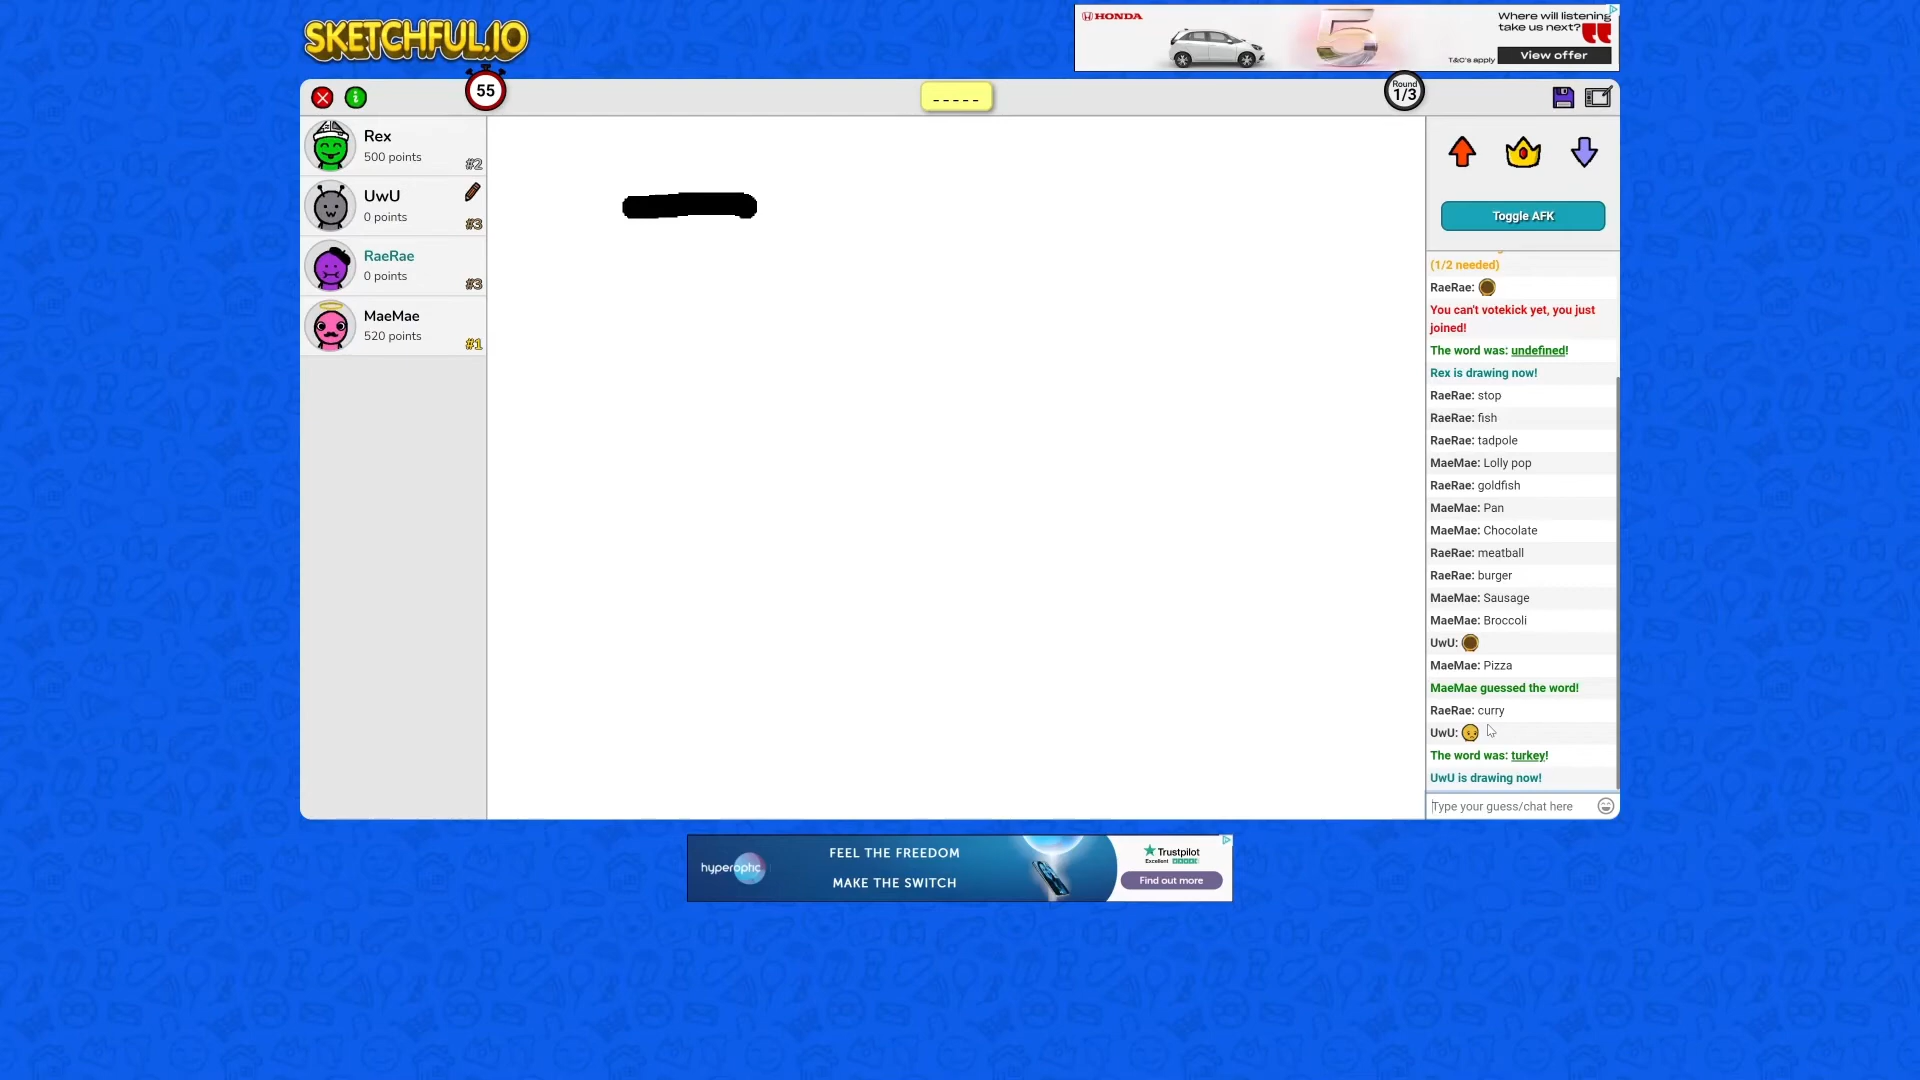 SKETCHFUL.IO
HONDA
5
Where will listening
take us next?
T&C's apply
View offer
55
_ _ _ _ _
Round
1/3
Rex
500 points
#2
UwU
0 points
#3
RaeRae
0 points
#3
MaeMae
520 points
#1
Toggle AFK
(1/2 needed)
RaeRae:
You can't votekick yet, you just
joined!
The word was: undefined!
Rex is drawing now!
RaeRae: stop
RaeRae: fish
RaeRae: tadpole
MaeMae: Lolly pop
RaeRae: goldfish
MaeMae: Pan
MaeMae: Chocolate
RaeRae: meatball
RaeRae: burger
MaeMae: Sausage
MaeMae: Broccoli
UwU:
MaeMae: Pizza
MaeMae guessed the word!
RaeRae: curry
UwU:
The word was: turkey!
UwU is drawing now!
Type your guess/chat here
hyperoptic
FEEL THE FREEDOM
MAKE THE SWITCH
Trustpilot
Excellent
Find out more